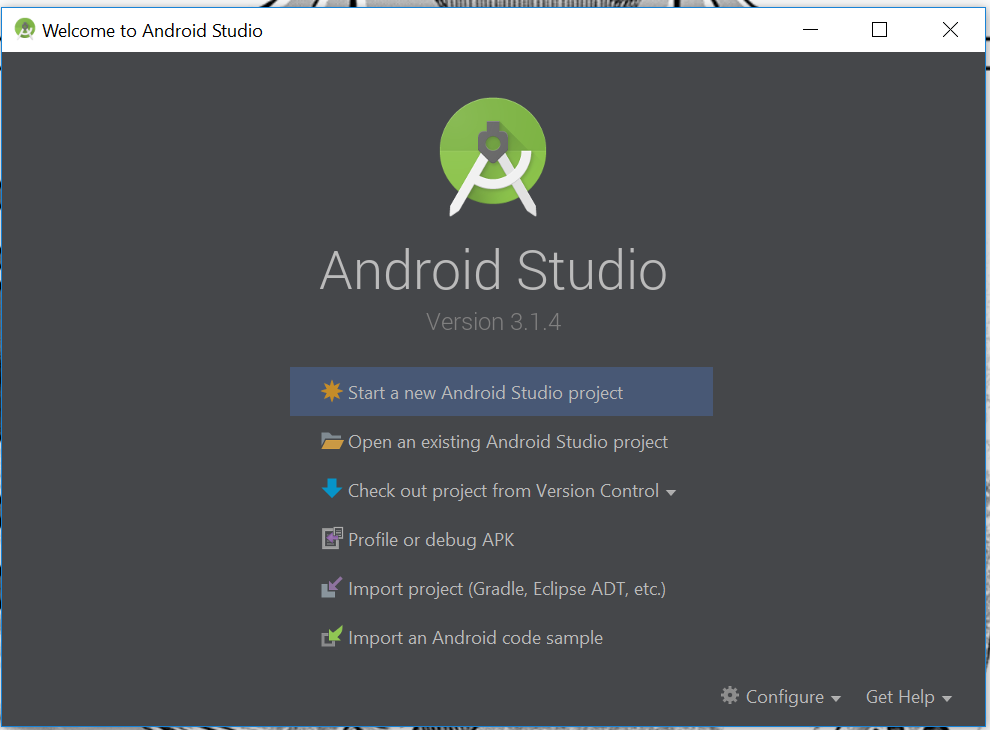 Welcome to Android Studio
Android Studio
Version 3.1.4
Start a new Android Studio project
Open an existing Android Studio project
Check out project from Version Control
Profile or debug APK
Import project (Gradle, Eclipse ADT, etc.)
Import an Android code sample
Configure Get Help